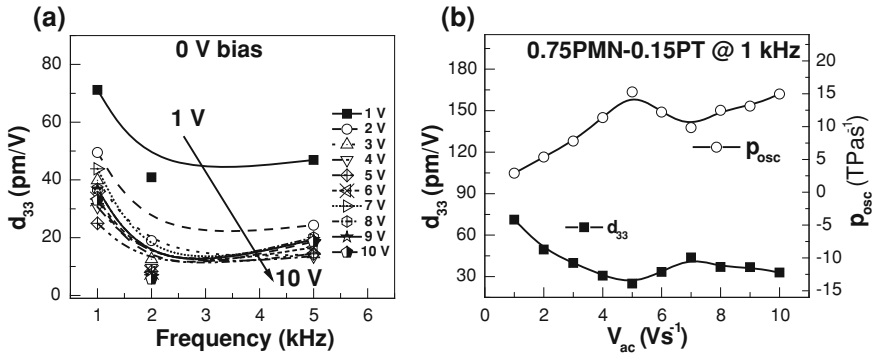 (a)
0 V bias
d33 (pm/V)
80
60
40
20
0
1 V
10 V
1 V
2 V
3 V
4 V
5 V
6 V
7 V
8 V
9 V
10 V
1 2 3 4 5 6
Frequency (kHz)
(b)
0.75PMN-0.15PT @ 1 kHz
d33 (pm/V)
180
150
120
90
60
30
posc
d33
20
15
10
5
0
-5
-10
-15
posc (TPas-1)
0 2 4 6 8 10
Vac (Vs-1)